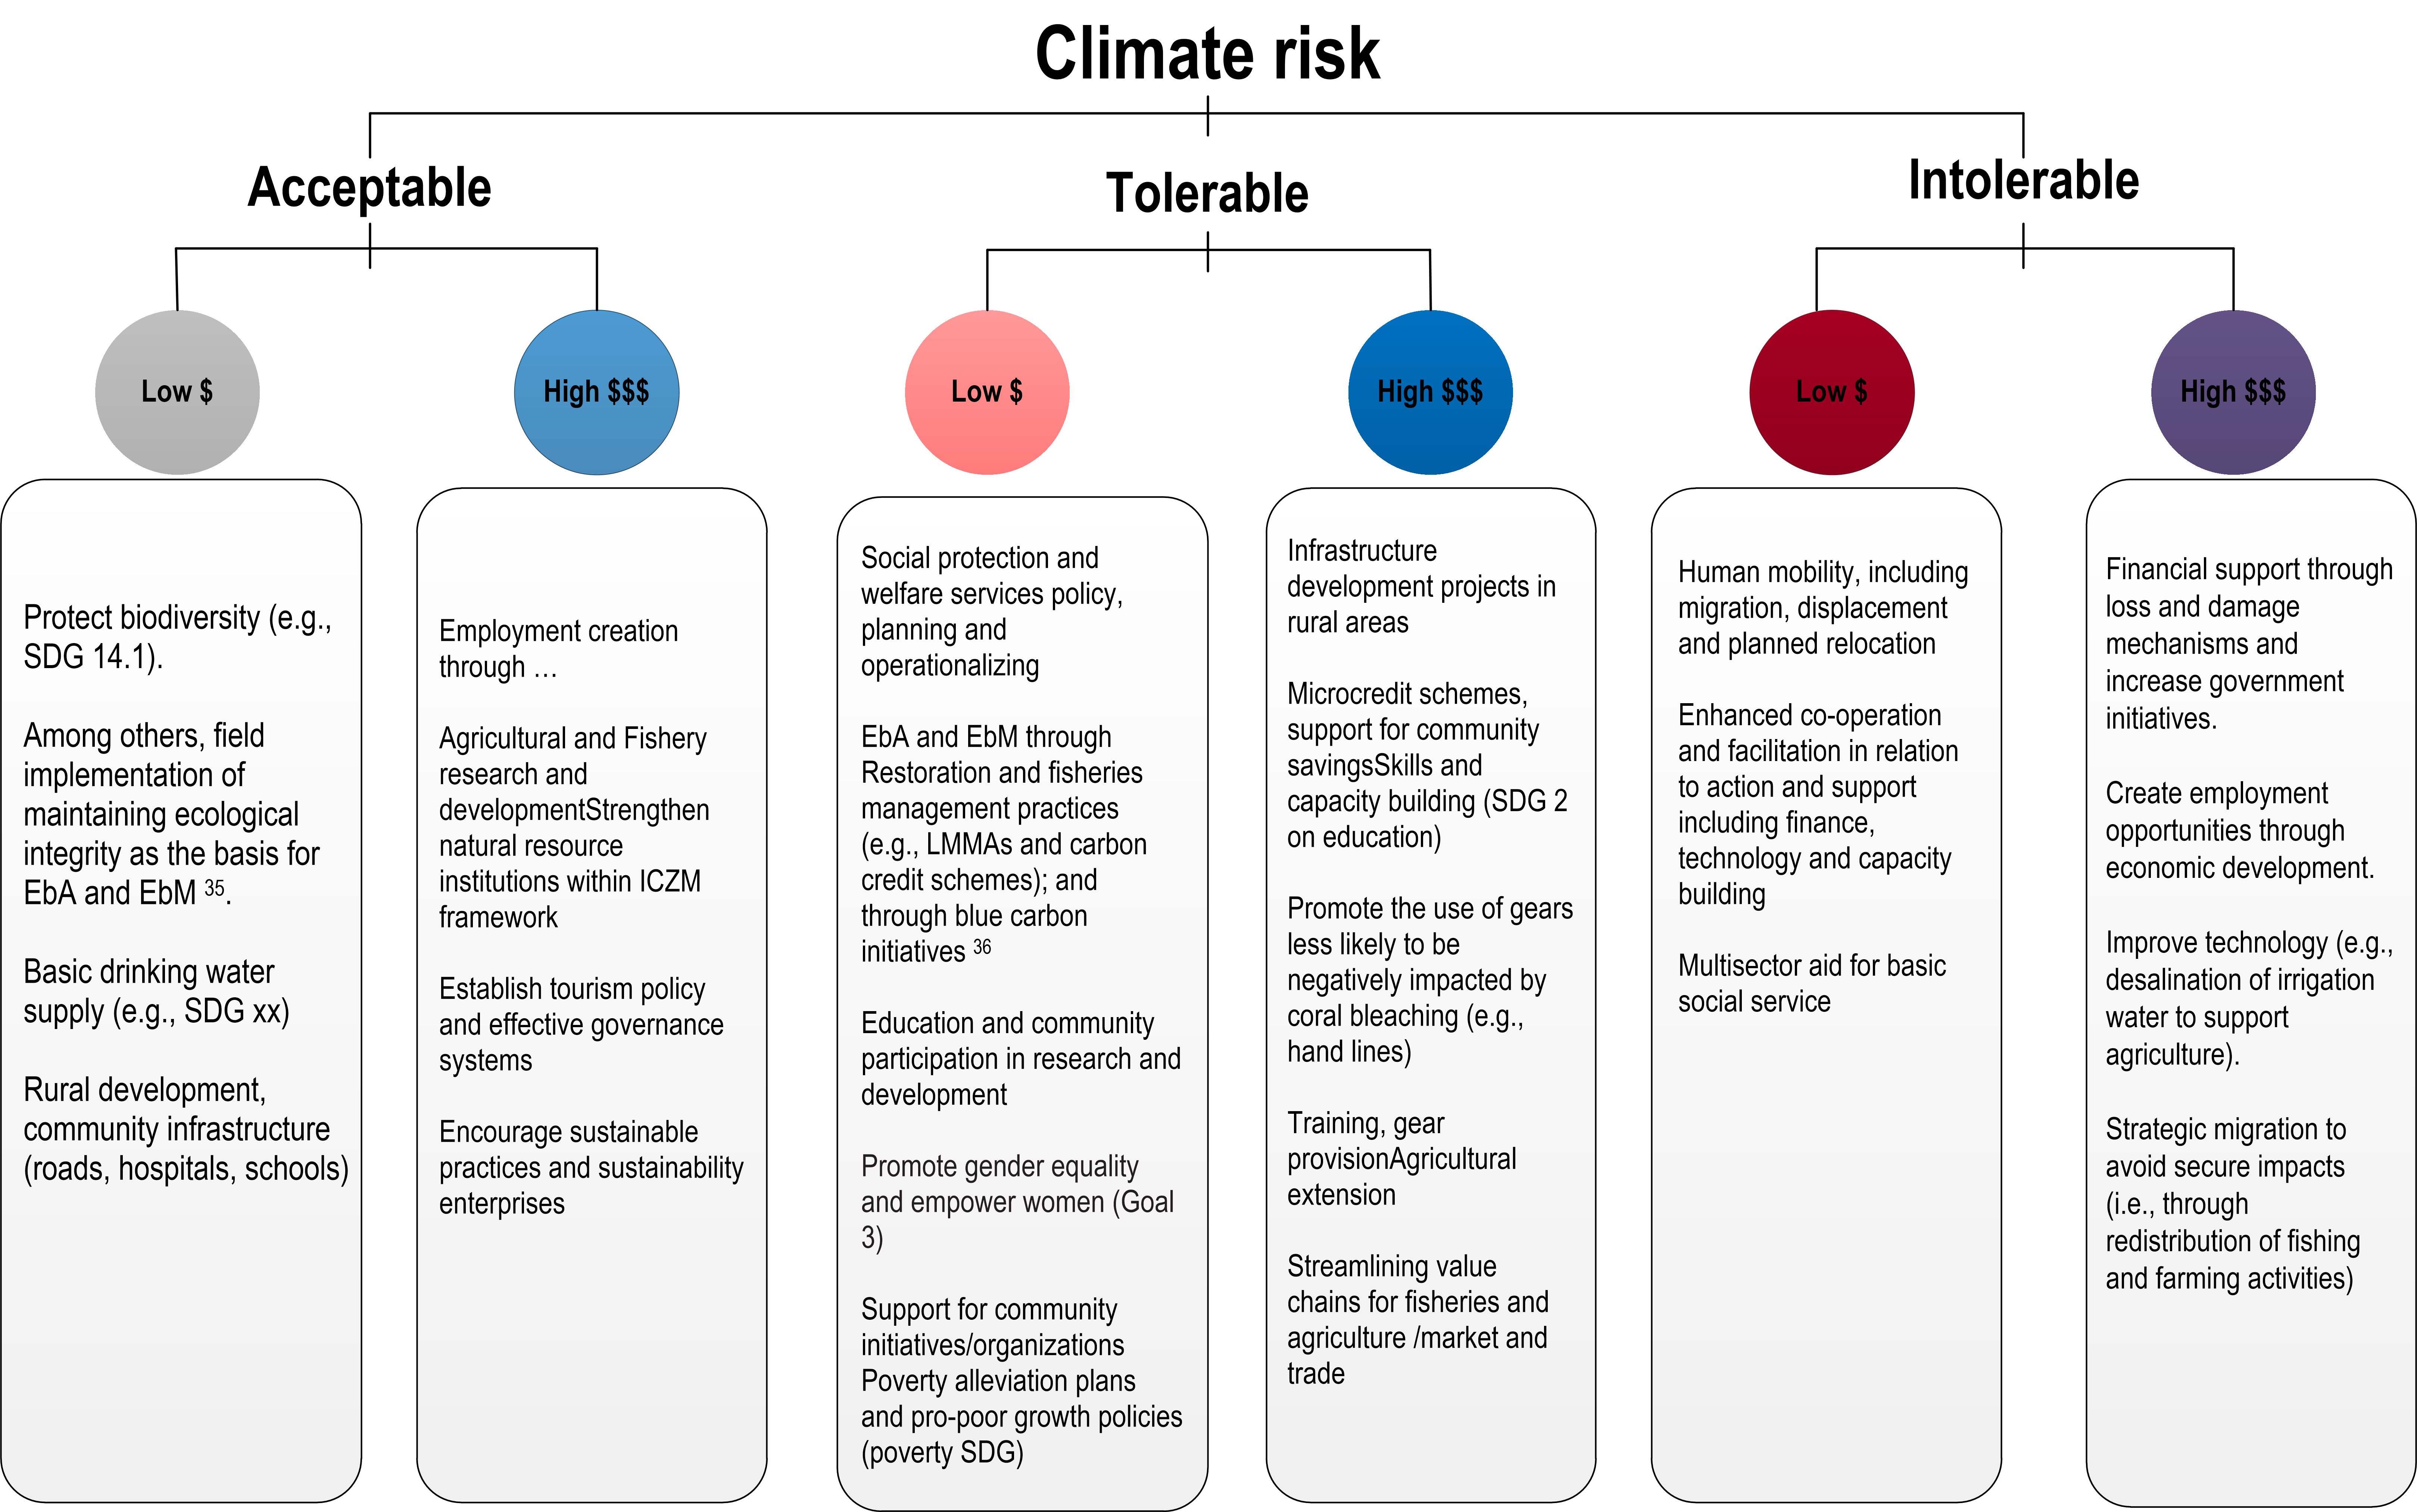 Climate risk
Acceptable
Tolerable
Intolerable
Low $
High $$$
Low $
High $$$
Low $
High $$$
Protect biodiversity (e.g.,
SDG 14.1).
Among others, field
implementation of
maintaining ecological
integrity as the basis for
EbA and EbM 35.
Basic drinking water
supply (e.g., SDG xx)
Rural development,
community infrastructure
(roads, hospitals, schools)
Employment creation
through …
Agricultural and Fishery
research and
developmentStrengthen
natural resource
institutions within ICZM
framework
Establish tourism policy
and effective governance
systems
Encourage sustainable
practices and sustainability
enterprises
Social protection and
welfare services policy,
planning and
operationalizing
EbA and EbM through
Restoration and fisheries
management practices
(e.g., LMMAs and carbon
credit schemes); and
through blue carbon
initiatives 36
Education and community
participation in research and
development
Promote gender equality
and empower women (Goal
3)
Support for community
initiatives/organizations
Poverty alleviation plans
and pro-poor growth policies
(poverty SDG)
Infrastructure
development projects in
rural areas
Microcredit schemes,
support for community
savingsSkills and
capacity building (SDG 2
on education)
Promote the use of gears
less likely to be
negatively impacted by
coral bleaching (e.g.,
hand lines)
Training, gear
provisionAgricultural
extension
Streamlining value
chains for fisheries and
agriculture /market and
trade
Human mobility, including
migration, displacement
and planned relocation
Enhanced co-operation
and facilitation in relation
to action and support
including finance,
technology and capacity
building
Multisector aid for basic
social service
Financial support through
loss and damage
mechanisms and
increase government
initiatives.
Create employment
opportunities through
economic development.
Improve technology (e.g.,
desalination of irrigation
water to support
agriculture).
Strategic migration to
avoid secure impacts
(i.e., through
redistribution of fishing
and farming activities)